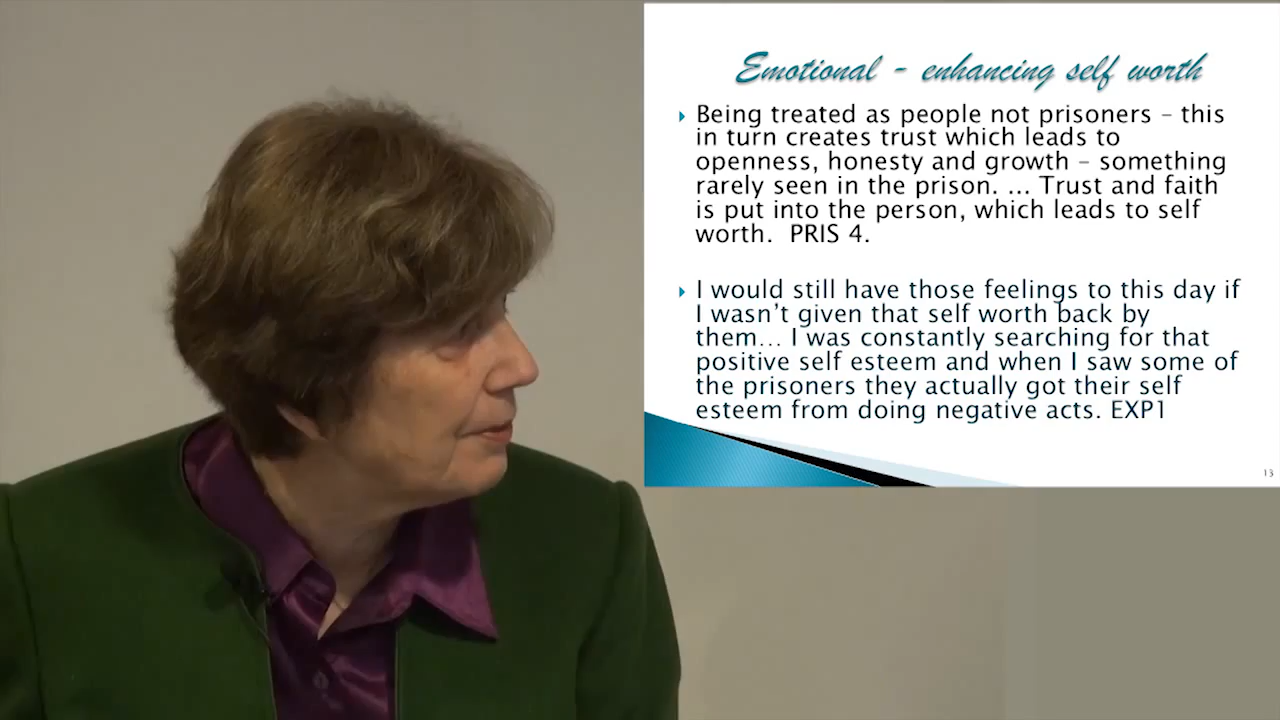 Emotional - enhancing self worth
Being treated as people not prisoners – this
in turn creates trust which leads to
openness, honesty and growth – something
rarely seen in the prison. ... Trust and faith
is put into the person, which leads to self
worth.  PRIS 4.
I would still have those feelings to this day if
I wasn't given that self worth back by
them... I was constantly searching for that
positive self esteem and when I saw some of
the prisoners they actually got their self
esteem from doing negative acts. EXP1
13